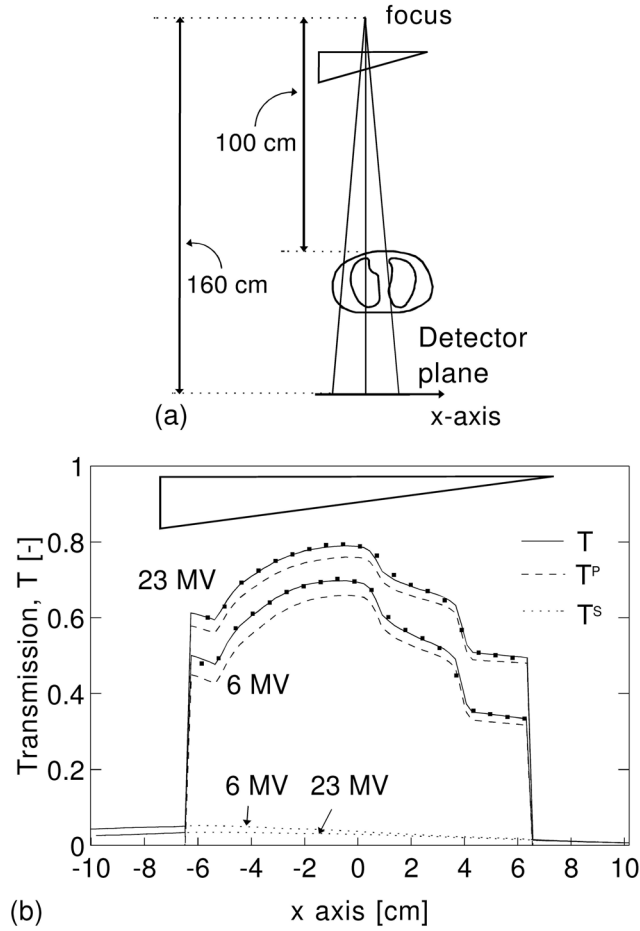 focus
100 cm
160 cm
Detector
plane
(a)
x-axis
1
0.8
0.6
0.4
0.2
0
Transmission, T [-]
23 MV
6 MV
T
Tᴾ
Tˢ
6 MV
23 MV
-10 -8 -6 -4 -2 0 2 4 6 8 10
(b)
x axis [cm]